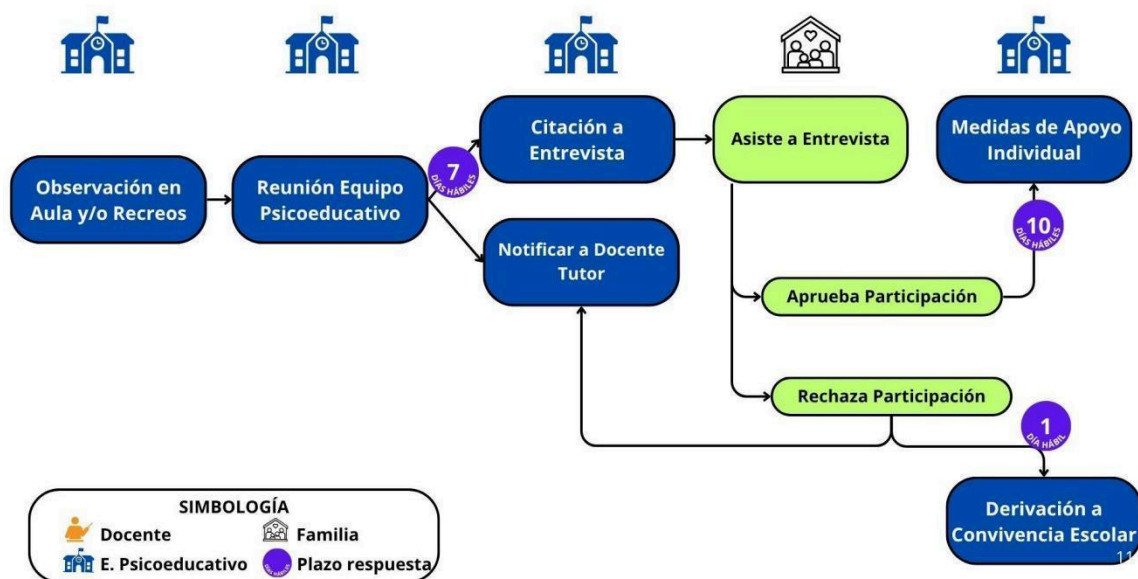 Observación en
Aula y/o Recreos
Reunión Equipo
Psicoeducativo
7
DÍAS HÁBILES
Citación a
Entrevista
Notificar a Docente
Tutor
Asiste a Entrevista
Medidas de Apoyo
Individual
10
DÍAS HÁBILES
Aprueba Participación
Rechaza Participación
1
DÍA HÁBIL
Derivación a
Convivencia Escolar
11
SIMBOLOGÍA
Docente
Familia
E. Psicoeducativo
DÍAS HÁBILES
Plazo respuesta